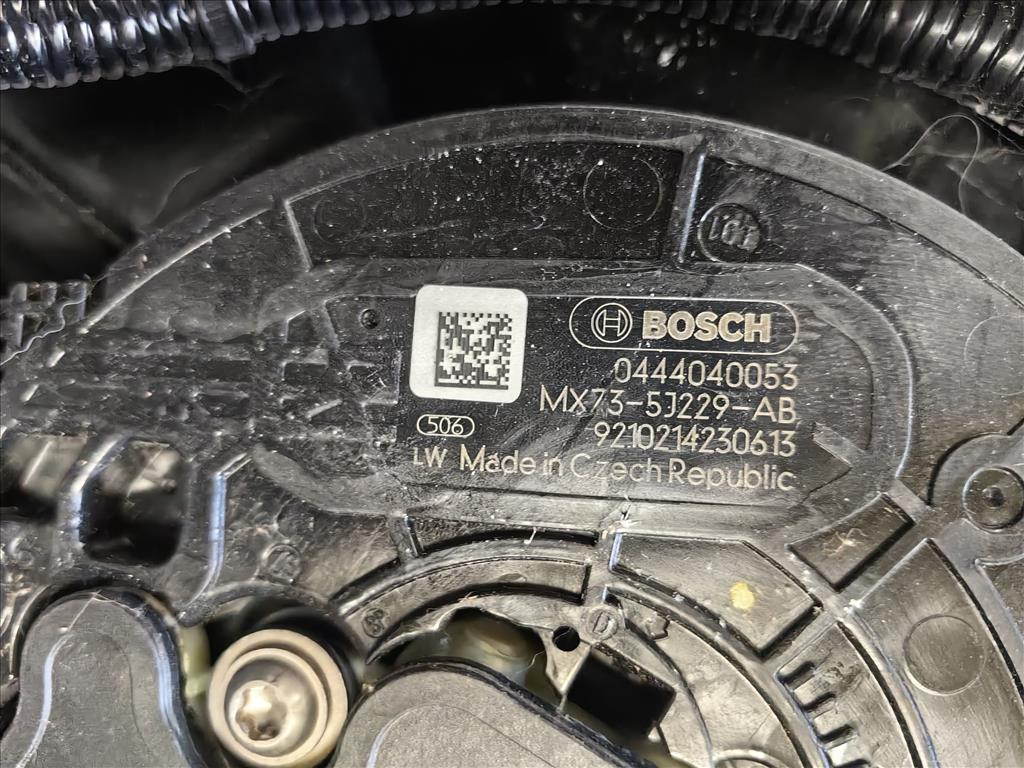 BOSCH
0444040053
MX73-5J229-AB
506
9210214230613
LW Made in Czech Republic